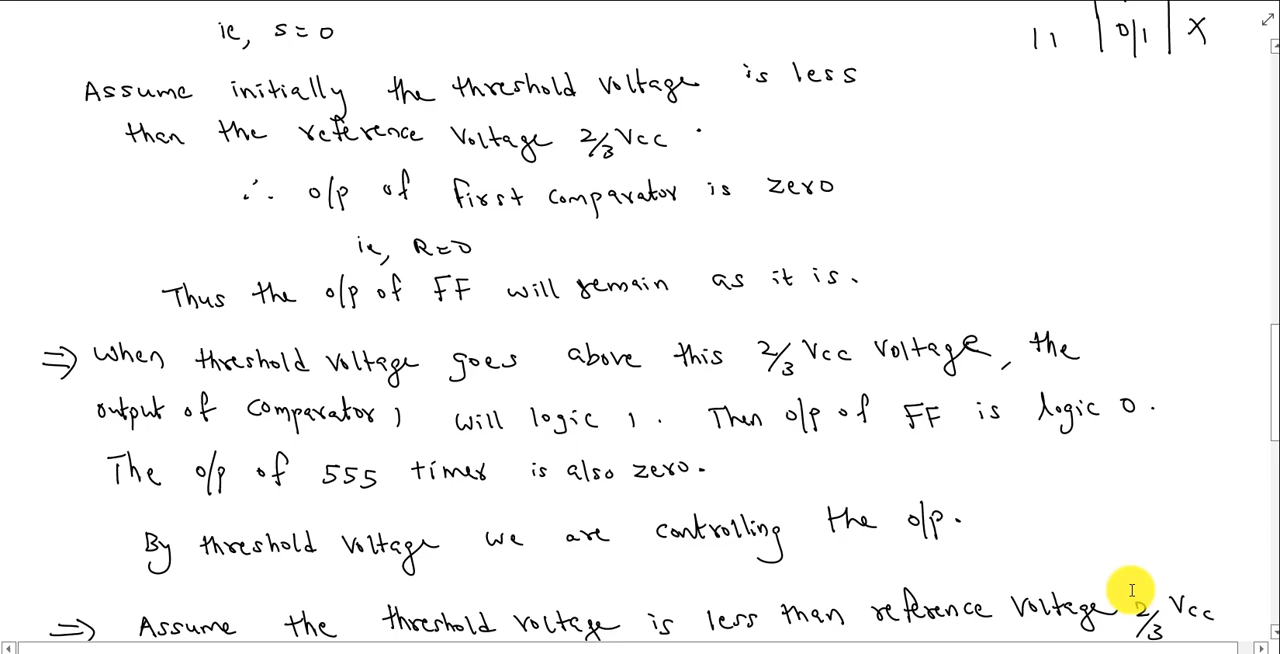 ie, S=0
11 | 0/1 | X
Assume initially the threshold voltage is less
than the reference voltage 2/3 Vcc.
∴ o/p of first comparator is zero
ie, R=0
Thus the o/p of FF will remain as it is.
⇒ When threshold voltage goes above this 2/3 Vcc voltage, the
output of comparator 1 will logic 1. Then o/p of FF is logic 0.
The o/p of 555 timer is also zero.
By threshold voltage we are controlling the o/p.
⇒ Assume the threshold voltage is less than reference voltage 2/3 Vcc